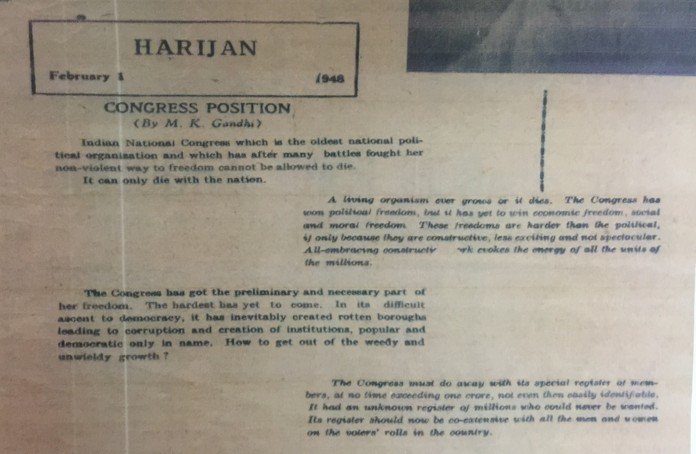 HARIJAN
February 1 1948
CONGRESS POSITION
(By M. K. Gandhi)
Indian National Congress which is the oldest national poli-
tical organisation and which has after many battles fought her
non-violent way to freedom cannot be allowed to die.
It can only die with the nation.
A living organism ever grows or it dies. The Congress has
won political freedom, but it has yet to win economic freedom, social
and moral freedom. These freedoms are harder than the political,
if only because they are constructive, less exciting and not spectacular.
All-embracing constructiv rk evokes the energy of all the units of
the millions.
The Congress has got the preliminary and necessary part of
her freedom. The hardest has yet to come. In its difficult
ascent to democracy, it has inevitably created rotten boroughs
leading to corruption and creation of institutions, popular and
democratic only in name. How to get out of the weedy and
unwieldy growth ?
The Congress must do away with its special register of mem-
bers, at no time exceeding one crore, not even then easily identifiable.
It had an unknown register of millions who could never be wanted.
Its register should now be co-extensive with all the men and women
on the voters' rolls in the country.